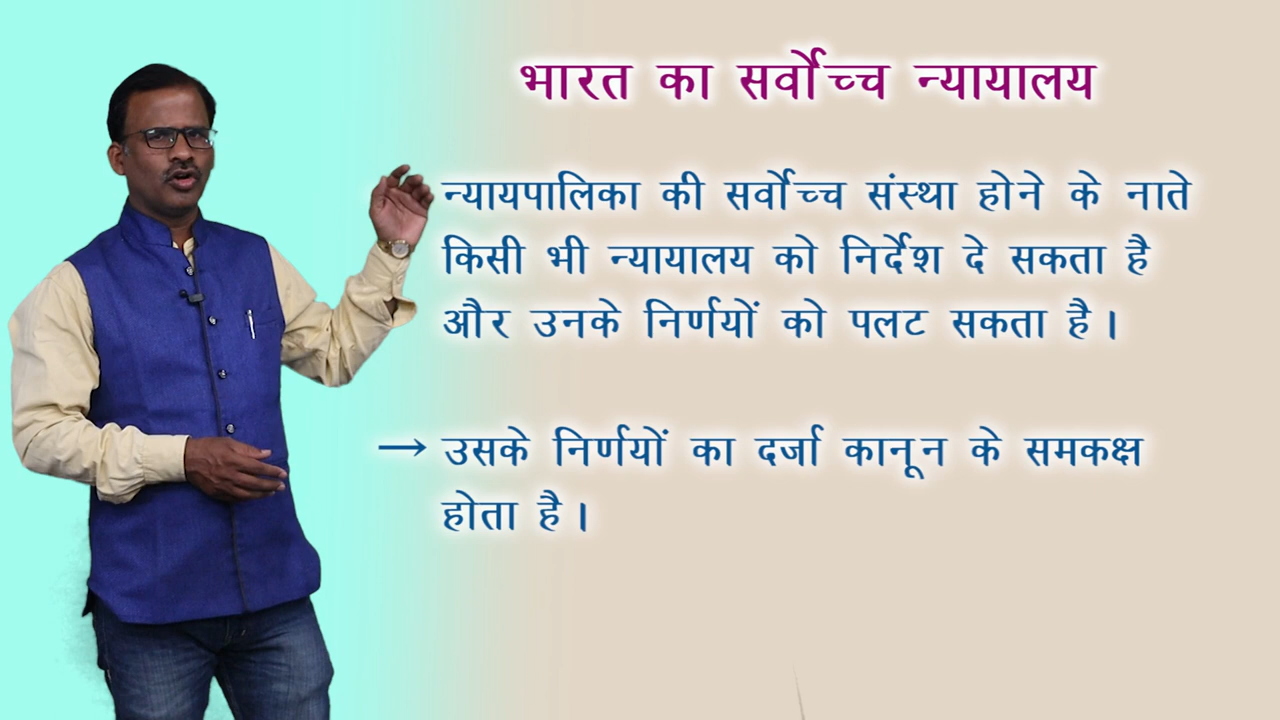 भारत का सर्वोच्च न्यायालय
न्यायपालिका की सर्वोच्च संस्था होने के नाते
किसी भी न्यायालय को निर्देश दे सकता है
और उनके निर्णयों को पलट सकता है।
→ उसके निर्णयों का दर्जा कानून के समकक्ष
होता है।